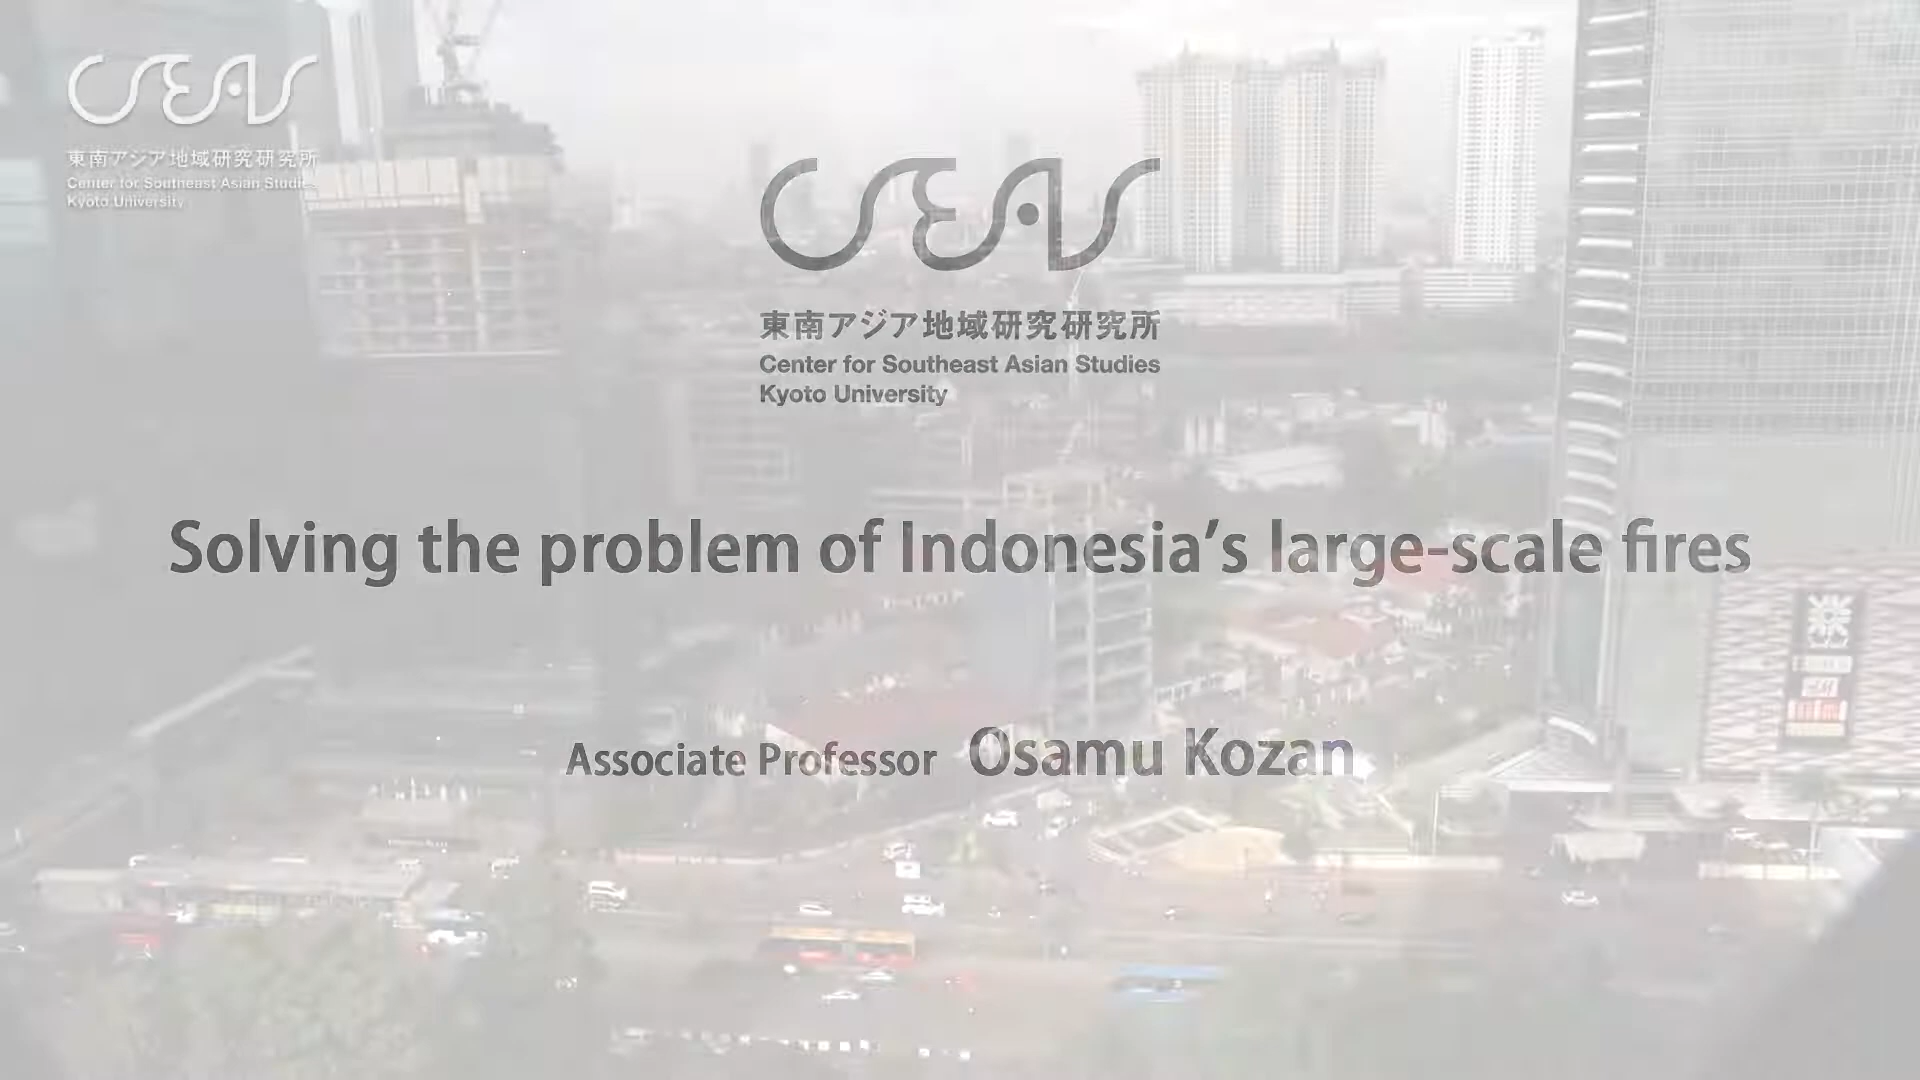 CSEAS
東南アジア地域研究研究所
Center for Southeast Asian Studies
Kyoto University
CSEAS
東南アジア地域研究研究所
Center for Southeast Asian Studies
Kyoto University
Solving the problem of Indonesia’s large-scale fires
Associate Professor Osamu Kozan